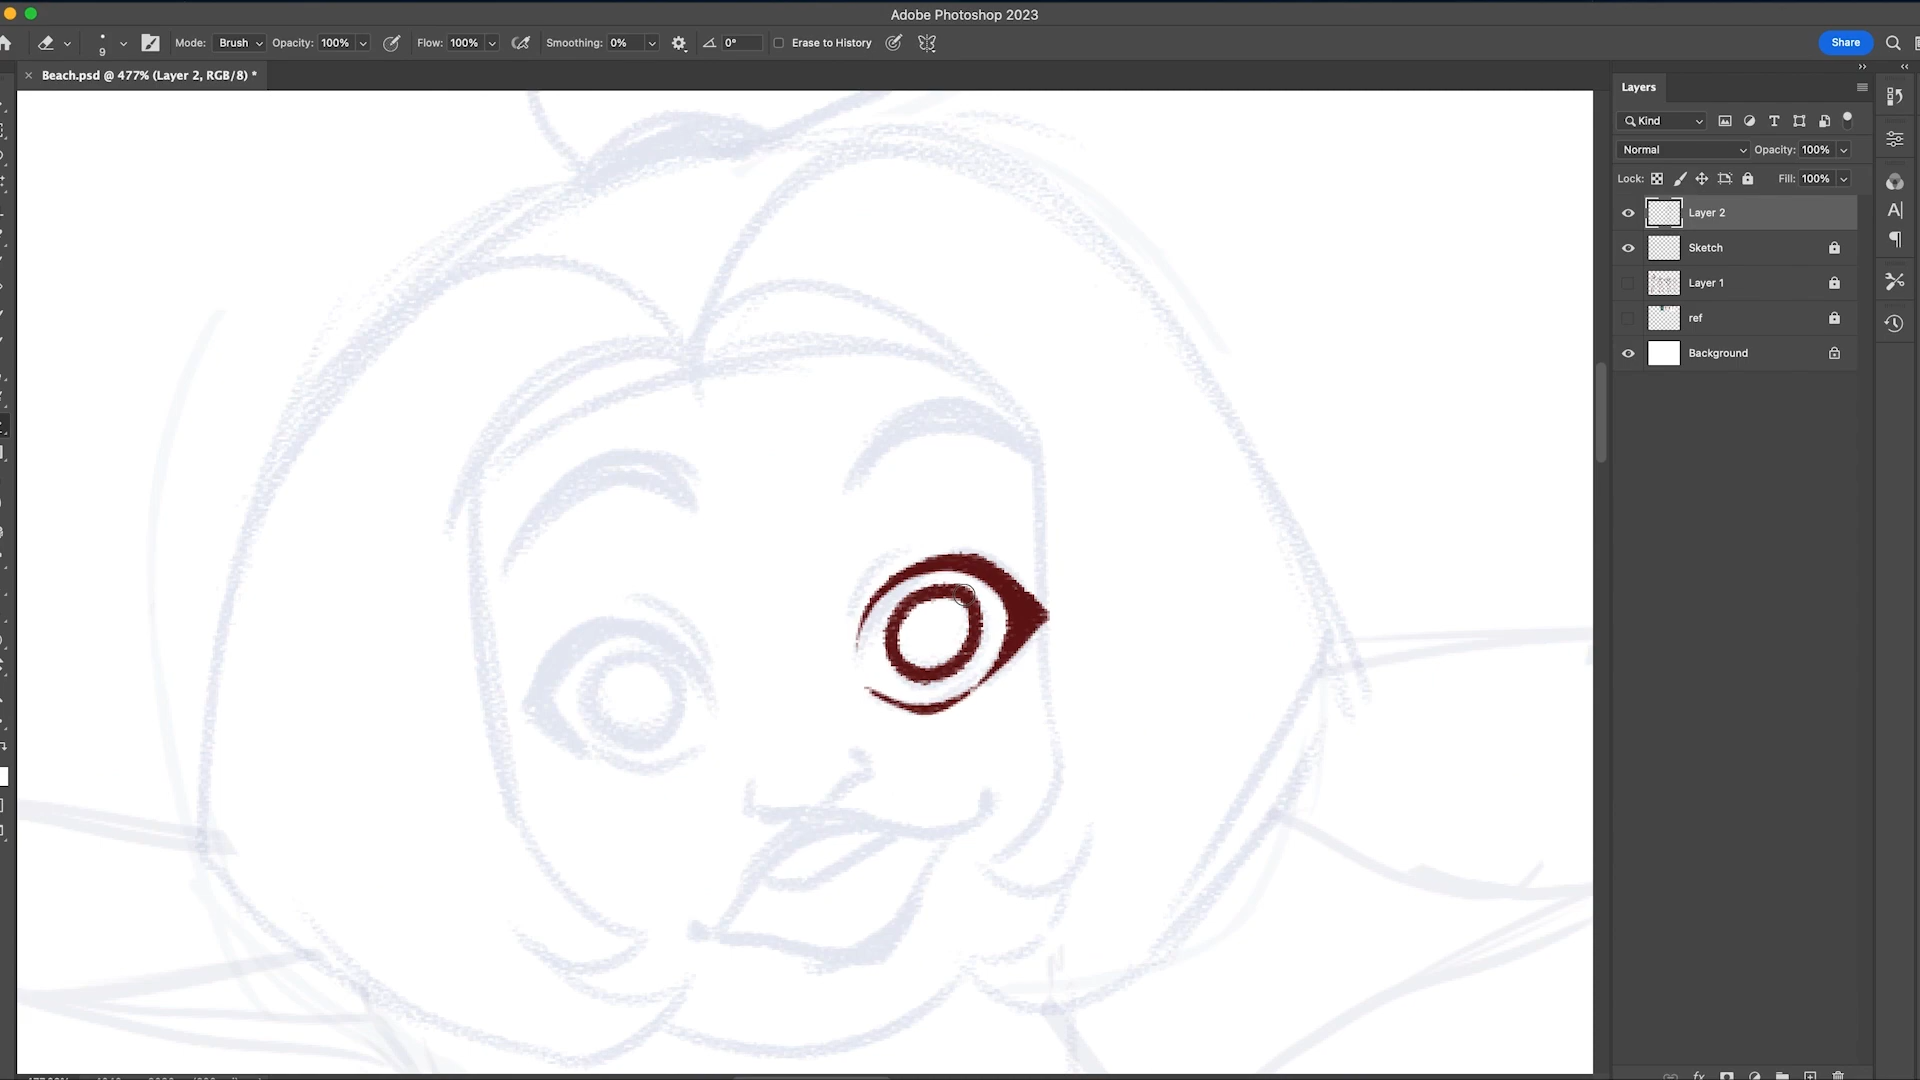 Adobe Photoshop 2023
9 Mode: Brush Opacity: 100% Flow: 100% Smoothing: 0% 0° Erase to History Share
× Beach.psd @ 477% (Layer 2, RGB/8) *
Layers
Kind
Normal Opacity: 100%
Lock: Fill: 100%
Layer 2
Sketch
Layer 1
ref
Background